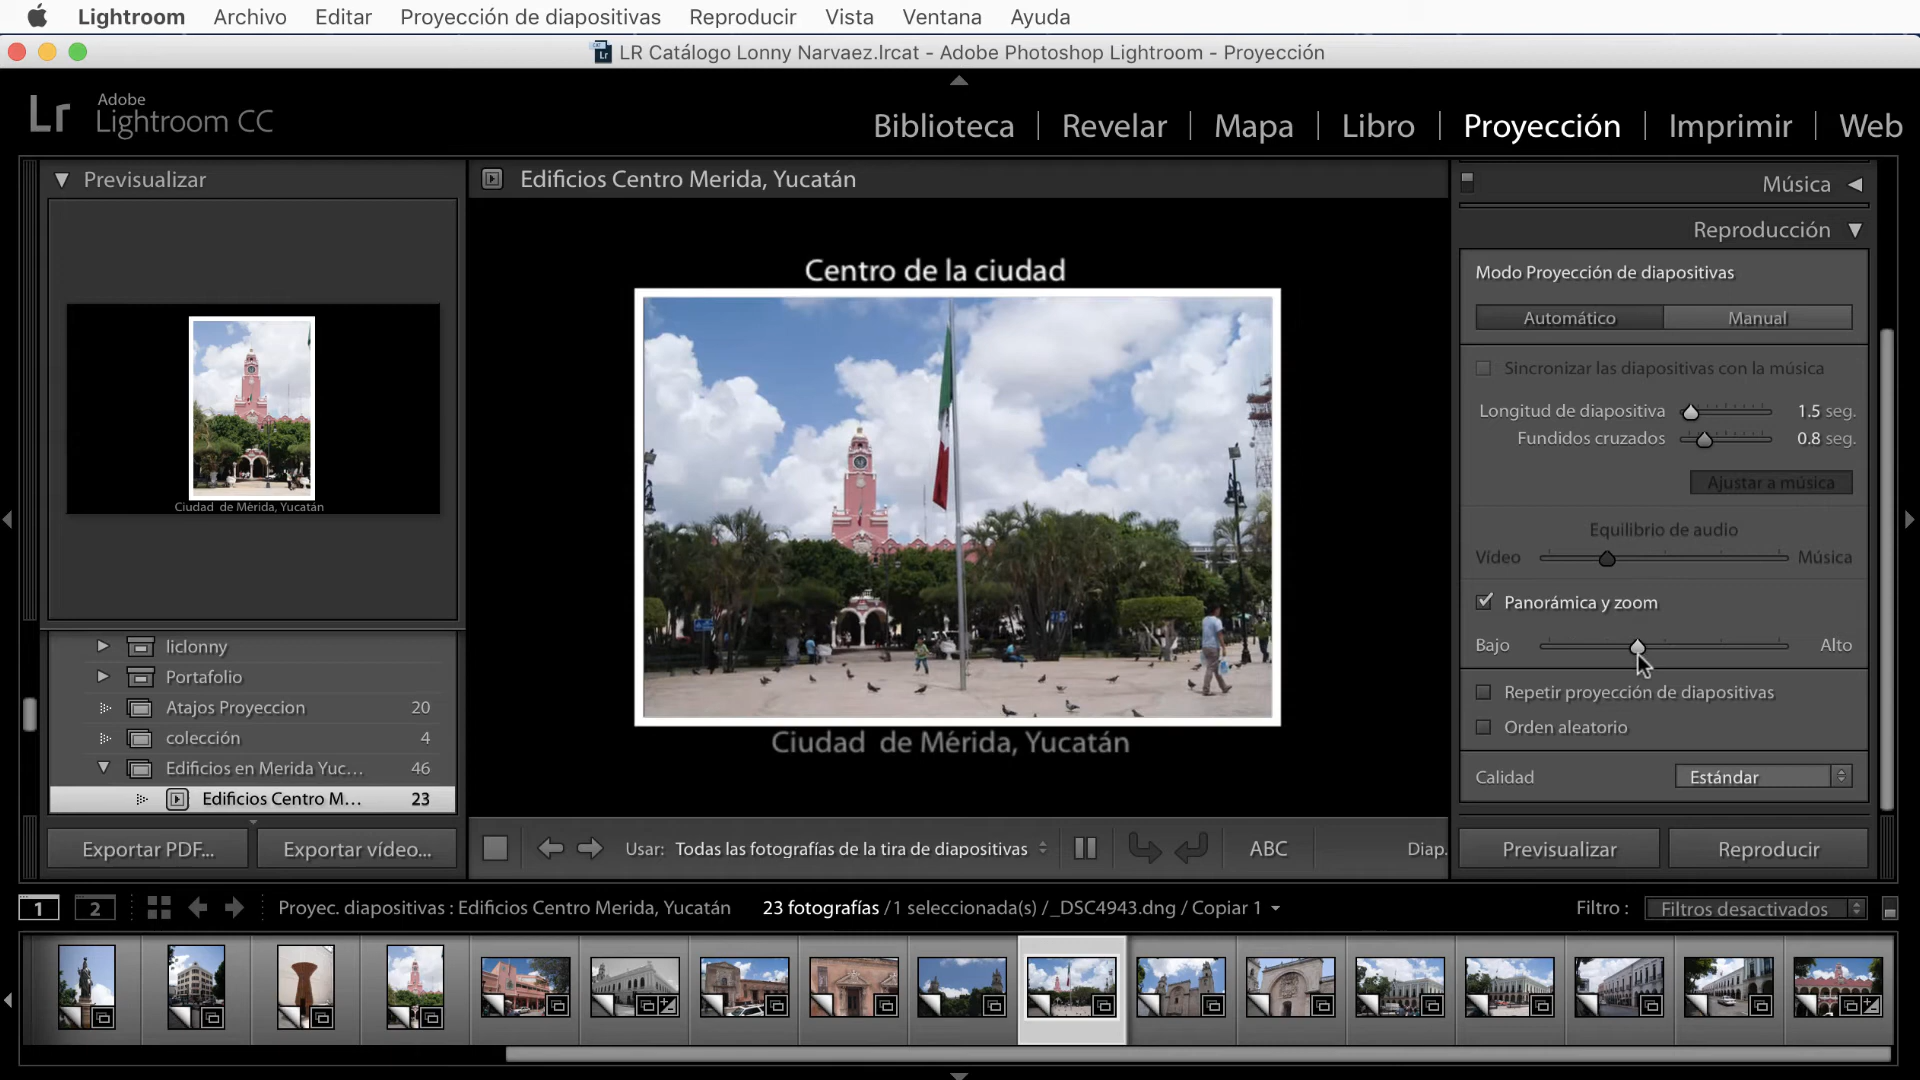 Lightroom Archivo Editar Proyección de diapositivas Reproducir Vista Ventana Ayuda
LR Catálogo Lonny Narvaez.lrcat - Adobe Photoshop Lightroom - Proyección
Lr Adobe Lightroom CC
Biblioteca | Revelar | Mapa | Libro | Proyección | Imprimir | Web
Previsualizar
Ciudad de Mérida, Yucatán
liclonny
Portafolio
Atajos Proyeccion 20
colección 4
Edificios en Merida Yuc... 46
Edificios Centro M... 23
Exportar PDF... Exportar vídeo...
Edificios Centro Merida, Yucatán
Centro de la ciudad
Ciudad de Mérida, Yucatán
Usar: Todas las fotografías de la tira de diapositivas ABC Diap.
Música
Reproducción
Modo Proyección de diapositivas
Automático Manual
Sincronizar las diapositivas con la música
Longitud de diapositiva 1.5 seg.
Fundidos cruzados 0.8 seg.
Ajustar a música
Equilibrio de audio
Vídeo Música
Panorámica y zoom
Bajo Alto
Repetir proyección de diapositivas
Orden aleatorio
Calidad Estándar
Previsualizar Reproducir
1 2 Proyec. diapositivas : Edificios Centro Merida, Yucatán 23 fotografías /1 seleccionada(s) /_DSC4943.dng / Copiar 1 Filtro : Filtros desactivados